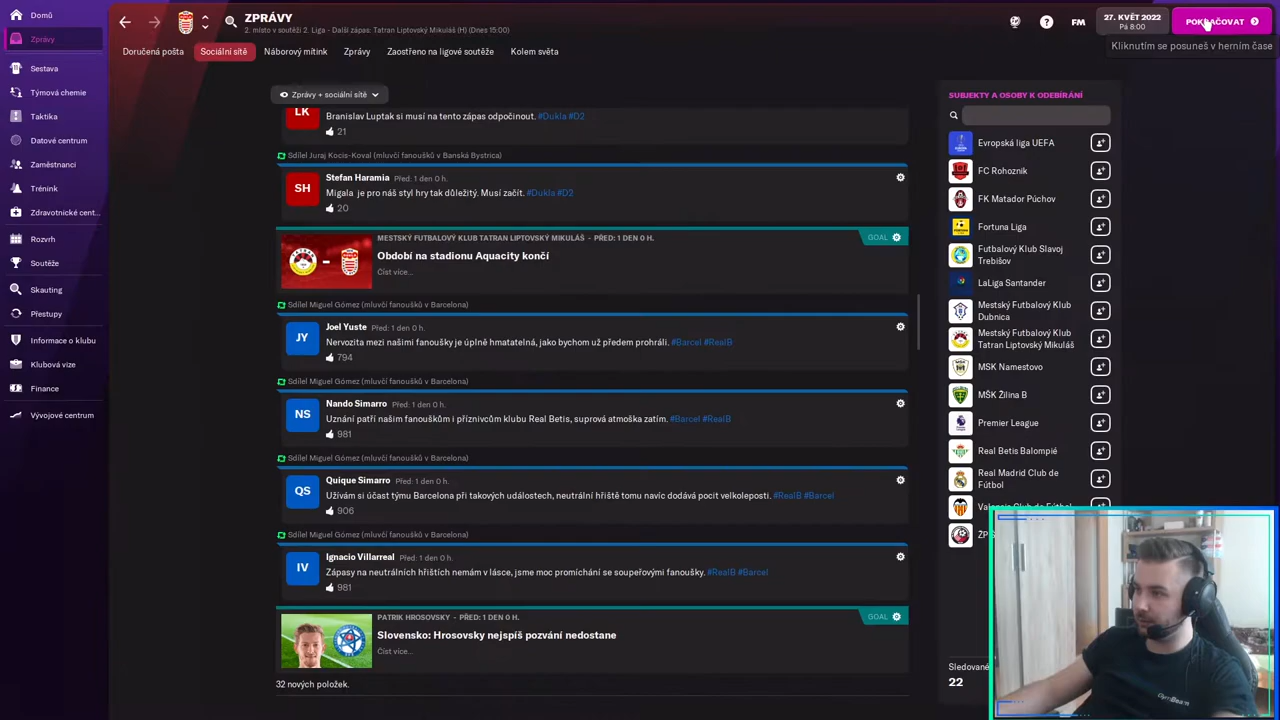 Domů
Zprávy
Sestava
Týmová chemie
Taktika
Datové centrum
Zaměstnanci
Trénink
Zdravotnické cent...
Rozvrh
Soutěže
Skauting
Přestupy
Informace o klubu
Klubová vize
Finance
Vývojové centrum
ZPRÁVY
2. místo v soutěži 2. Liga - Další zápas: Tatran Liptovský Mikuláš (H) (Dnes 15:00)
FM
27. KVĚT 2022
Pá 8:00
POKRAČOVAT
Kliknutím se posuneš v herním čase
Doručená pošta
Sociální sítě
Náborový mítink
Zprávy
Zaostřeno na ligové soutěže
Kolem světa
Zprávy + sociální sítě
LK
Branislav Luptak si musí na tento zápas odpočinout. #Dukla #D2
21
Sdílel Juraj Kocis-Koval (mluvčí fanoušků v Banská Bystrica)
SH
Stefan Haramia Před: 1 den 0 h.
Migala je pro náš styl hry tak důležitý. Musí začít. #Dukla #D2
20
MESTSKÝ FUTBALOVÝ KLUB TATRAN LIPTOVSKÝ MIKULÁŠ - PŘED: 1 DEN 0 H.
GOAL
Období na stadionu Aquacity končí
Číst více...
Sdílel Miguel Gómez (mluvčí fanoušků v Barcelona)
JY
Joel Yuste Před: 1 den 0 h.
Nervozita mezi našimi fanoušky je úplně hmatatelná, jako bychom už předem prohráli. #Barcel #RealB
794
Sdílel Miguel Gómez (mluvčí fanoušků v Barcelona)
NS
Nando Simarro Před: 1 den 0 h.
Uznání patří našim fanouškům i příznivcům klubu Real Betis, suprová atmoška zatím. #Barcel #RealB
981
Sdílel Miguel Gómez (mluvčí fanoušků v Barcelona)
QS
Quique Simarro Před: 1 den 0 h.
Užívám si účast týmu Barcelona při takových událostech, neutrální hřiště tomu navíc dodává pocit velkoleposti. #RealB #Barcel
906
Sdílel Miguel Gómez (mluvčí fanoušků v Barcelona)
IV
Ignacio Villarreal Před: 1 den 0 h.
Zápasy na neutrálních hřištích nemám v lásce, jsme moc promíchání se soupeřovými fanoušky. #RealB #Barcel
981
PATRIK HROSOVSKY - PŘED: 1 DEN 0 H.
GOAL
Slovensko: Hrosovsky nejspíš pozvání nedostane
Číst více...
32 nových položek.
SUBJEKTY A OSOBY K ODEBÍRÁNÍ
Evropská liga UEFA
FC Rohoznik
FK Matador Púchov
Fortuna Liga
Futbalový Klub Slavoj
Trebišov
LaLiga Santander
Mestský Futbalový Klub
Dubnica
Mestský Futbalový Klub
Tatran Liptovský Mikuláš
MSK Namestovo
MŠK Žilina B
Premier League
Real Betis Balompié
Real Madrid Club de
Fútbol
Sledované
22
GymBeam